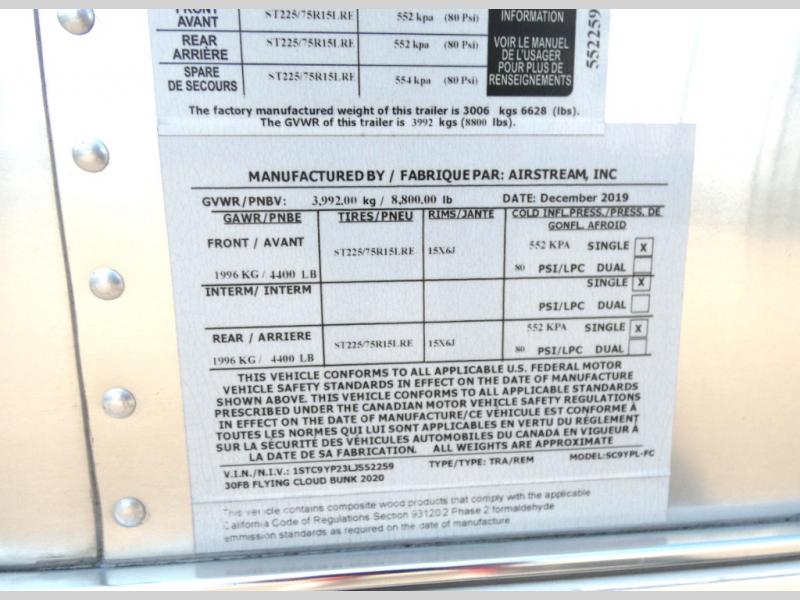 FRONT
AVANT ST225/75R15LRE 552 kpa (80 Psi)
REAR
ARRIÈRE ST225/75R15LRE 552 kpa (80 Psi)
SPARE
DE SECOURS ST225/75R15LRE 554 kpa (80 Psi)
INFORMATION
VOIR LE MANUEL
DE L'USAGER
POUR PLUS DE
RENSEIGNEMENTS
552259
The factory manufactured weight of this trailer is 3006 kgs 6628 (lbs).
The GVWR of this trailer is 3992 kgs (8800 lbs).
MANUFACTURED BY / FABRIQUE PAR: AIRSTREAM, INC
GVWR/PNBV: 3,992.00 kg / 8,800.00 lb DATE: December 2019
GAWR/PNBE TIRES/PNEU RIMS/JANTE COLD INFL.PRESS./PRESS. DE
GONFL. AFROID
FRONT / AVANT ST225/75R15LRE 15X6J 552 KPA SINGLE X
1996 KG / 4400 LB 80 PSI/LPC DUAL
INTERM/ INTERM SINGLE X
PSI/LPC DUAL
REAR / ARRIERE ST225/75R15LRE 15X6J 552 KPA SINGLE X
1996 KG / 4400 LB 80 PSI/LPC DUAL
THIS VEHICLE CONFORMS TO ALL APPLICABLE U.S. FEDERAL MOTOR
VEHICLE SAFETY STANDARDS IN EFFECT ON THE DATE OF MANUFACTURE
SHOWN ABOVE. THIS VEHICLE CONFORMS TO ALL APPLICABLE STANDARDS
PRESCRIBED UNDER THE CANADIAN MOTOR VEHICLE SAFETY REGULATIONS
IN EFFECT ON THE DATE OF MANUFACTURE/CE VÉHICULE EST CONFORME À
TOUTES LES NORMES QUI LUI SONT APPLICABLES EN VERTU DU RÈGLEMENT
SUR LA SÉCURITÉ DES VÉHICULES AUTOMOBILES DU CANADA EN VIGUEUR À
LA DATE DE SA FABRICATION. ALL WEIGHTS ARE APPROXIMATE
V.I.N./N.I.V.: 1STC9YP23LJ552259 TYPE/TYPE: TRA/REM MODEL:SC9YPL-FC
30FB FLYING CLOUD BUNK 2020
This vehicle contains composite wood products that comply with the applicable
California Code of Regulations Section 93120.2 Phase 2 formaldehyde
emmission standards as required on the date of manufacture